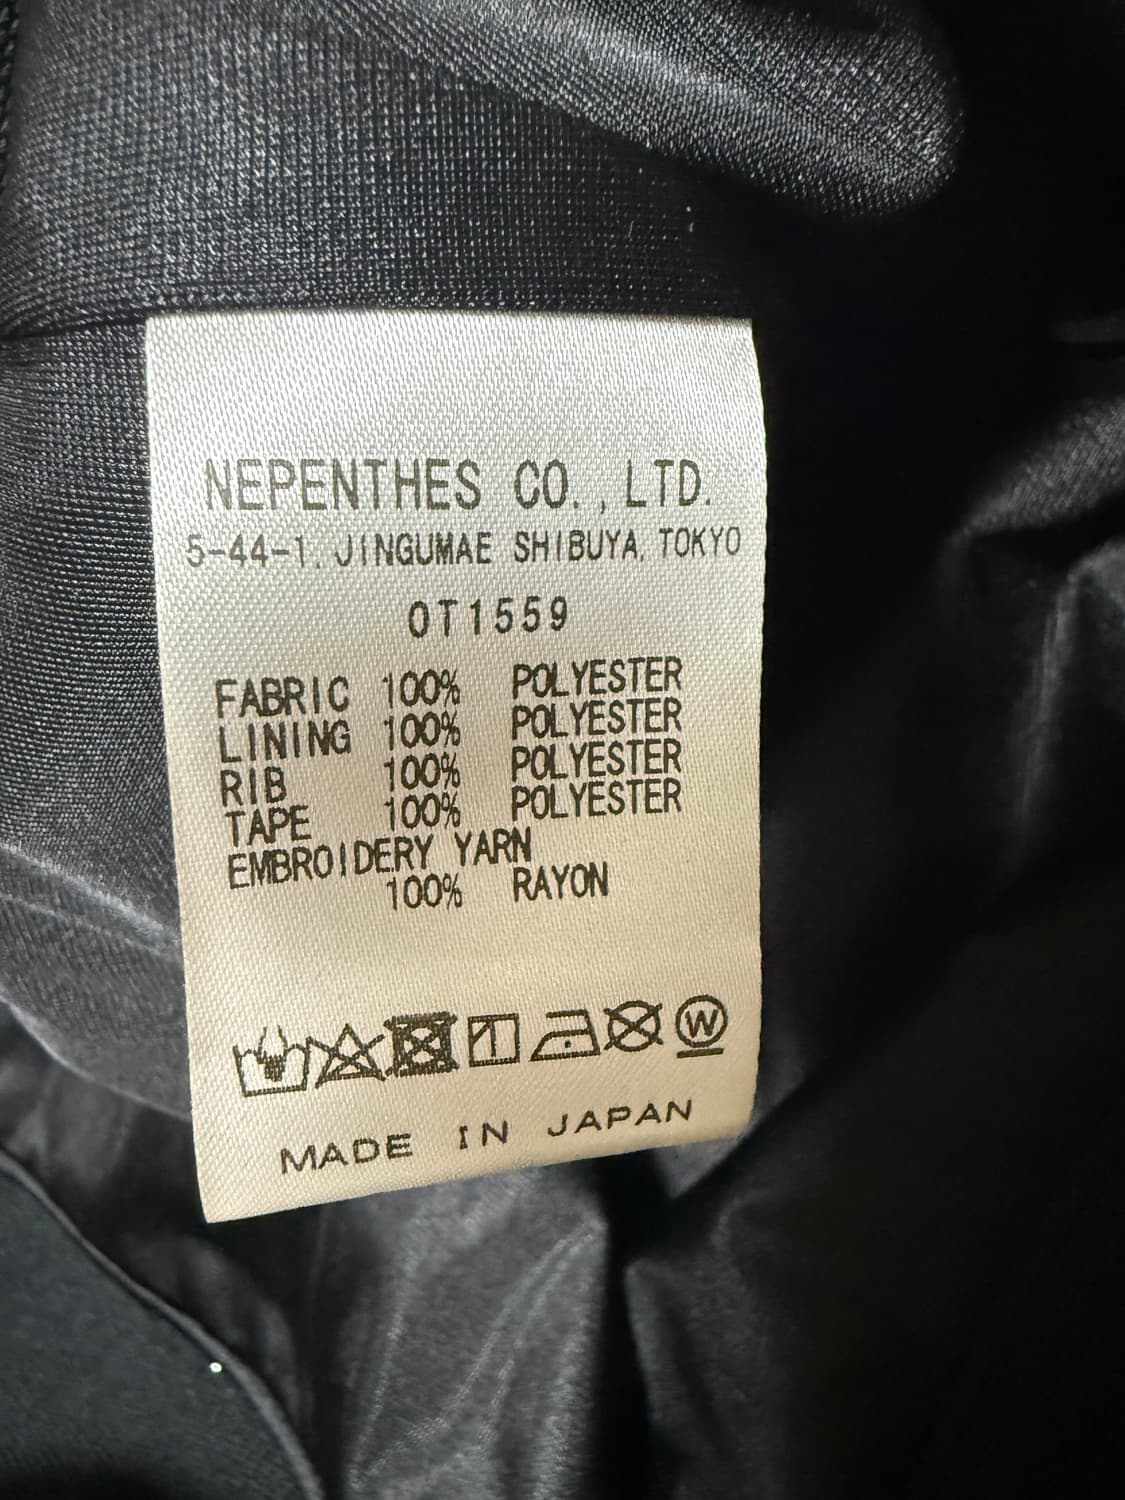 NEPENTHES CO.,LTD.
5-44-1, JINGUMAE SHIBUYA, TOKYO
OT1559
FABRIC 100% POLYESTER
LINING 100% POLYESTER
RIB 100% POLYESTER
TAPE 100% POLYESTER
EMBROIDERY YARN
100% RAYON
W
MADE IN JAPAN